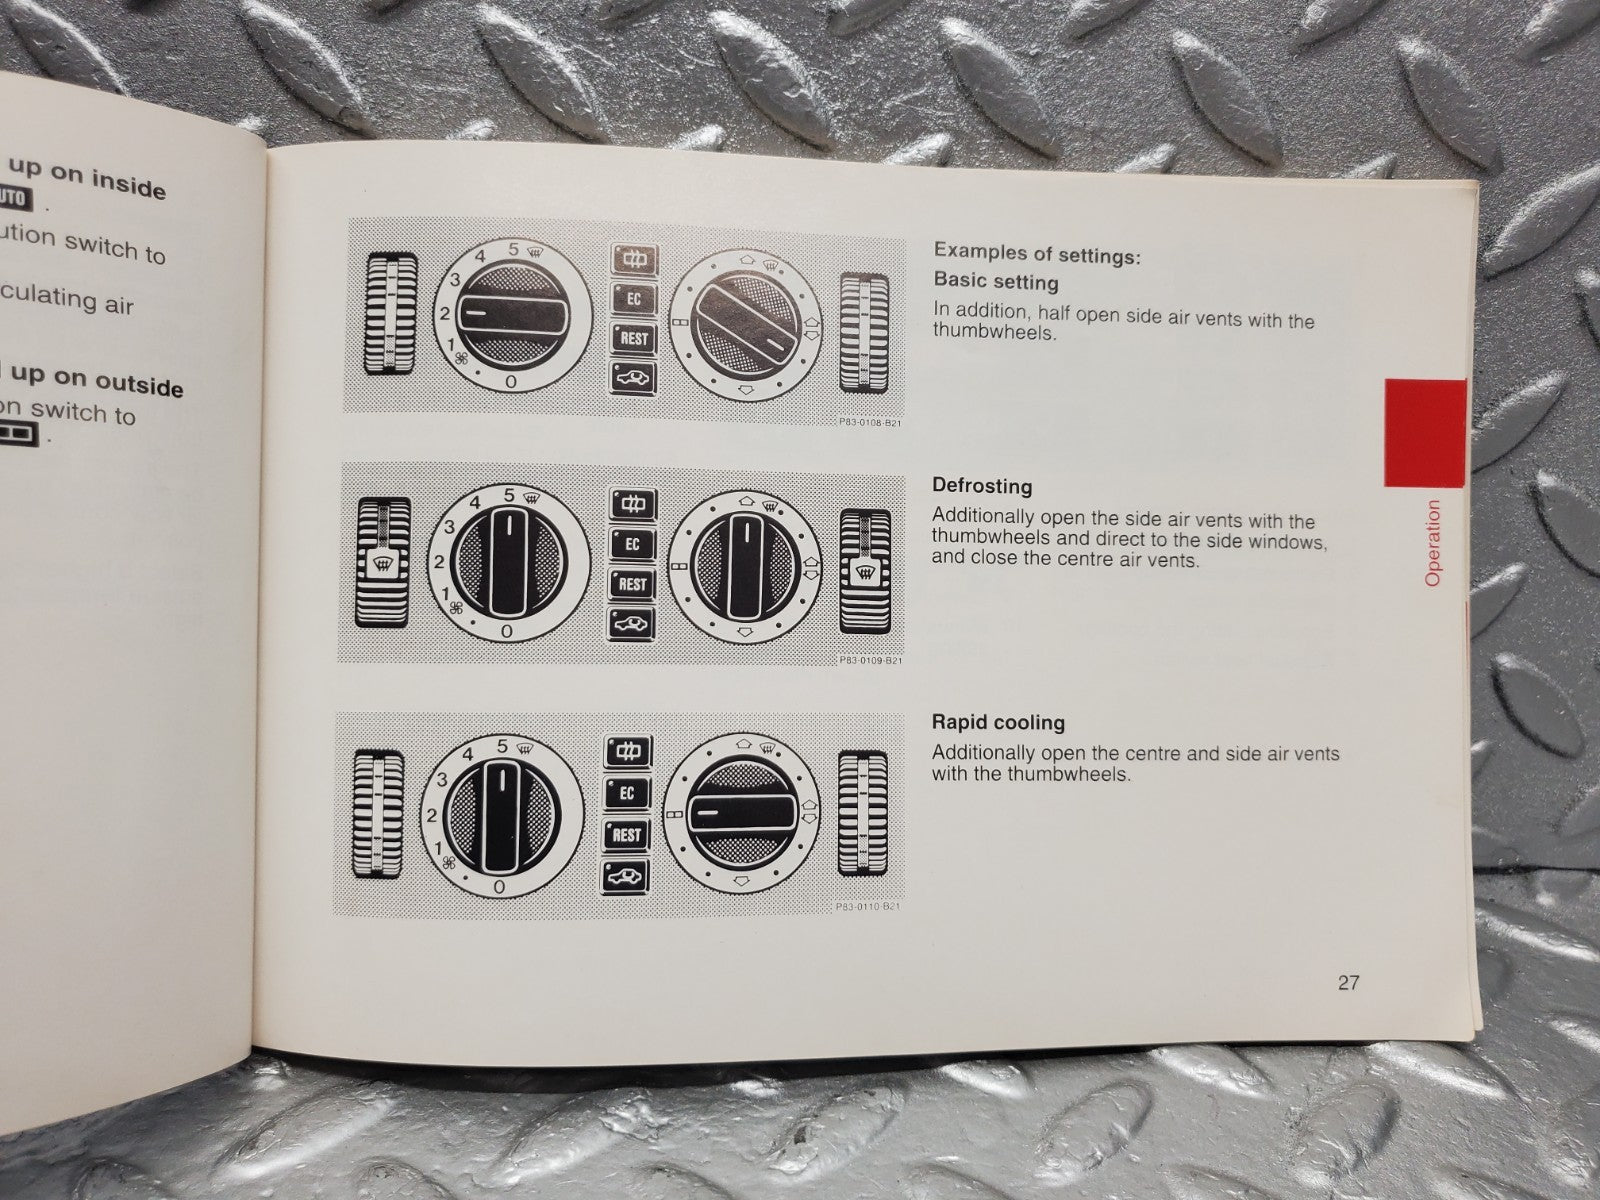 up on inside
UTO .
ution switch to
culating air
up on outside
on switch to
.
5
4
3
2
1
0
EC
REST
P83-0108-B21
Examples of settings:
Basic setting
In addition, half open side air vents with the
thumbwheels.
5
4
3
2
1
0
EC
REST
P83-0109-B21
Defrosting
Additionally open the side air vents with the
thumbwheels and direct to the side windows,
and close the centre air vents.
5
4
3
2
1
0
EC
REST
P83-0110-B21
Rapid cooling
Additionally open the centre and side air vents
with the thumbwheels.
Operation
27